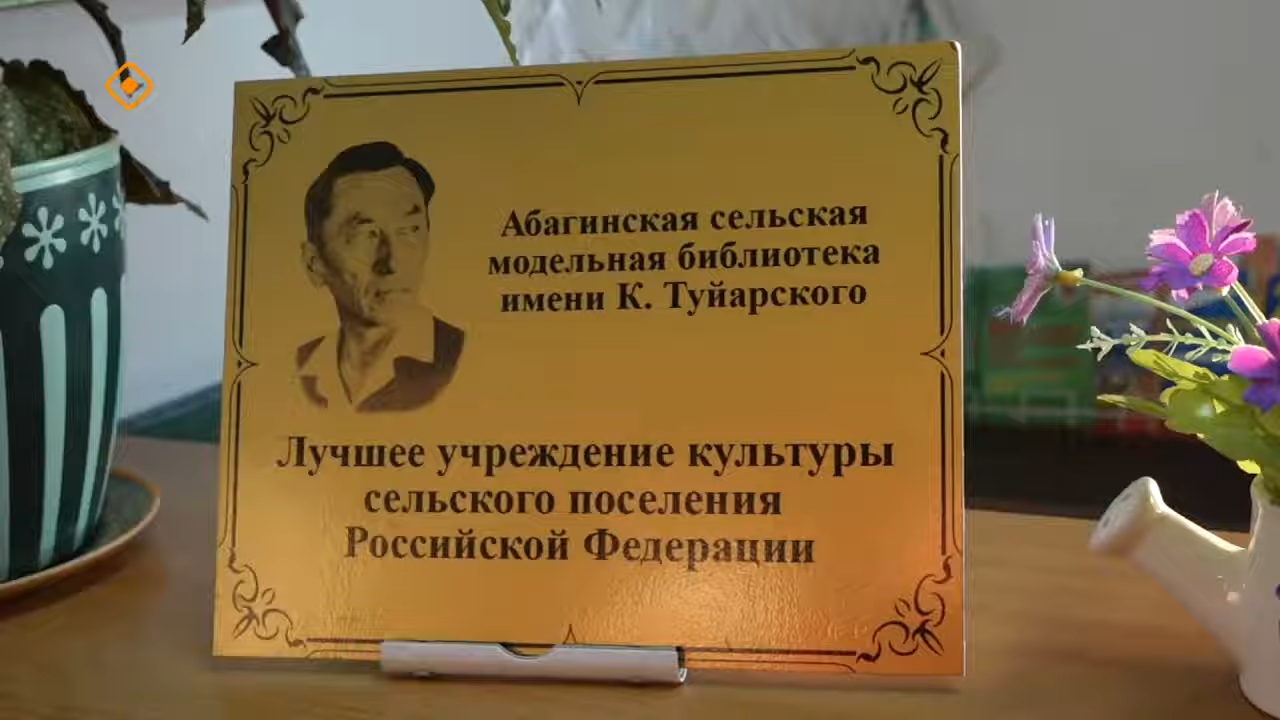 Абагинская сельская
модельная библиотека
имени К. Туйарского
Лучшее учреждение культуры
сельского поселения
Российской Федерации